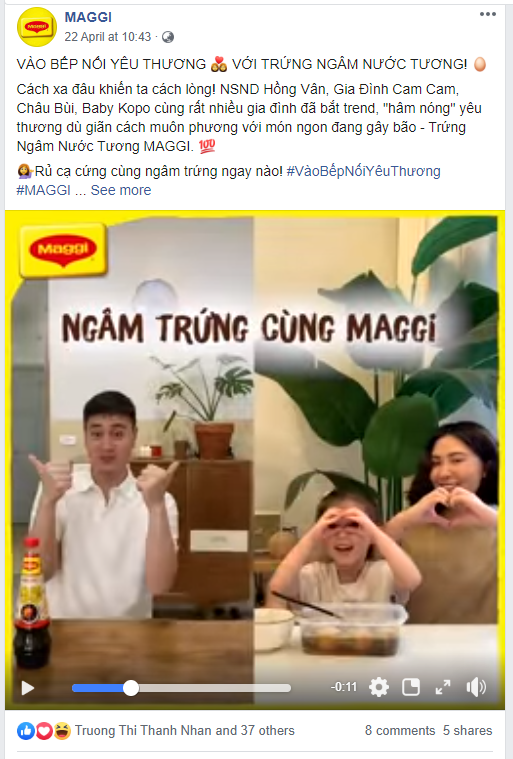 MAGGI
22 April at 10:43 ·
VÀO BẾP NỐI YÊU THƯƠNG 💑 VỚI TRỨNG NGÂM NƯỚC TƯƠNG! 🥚
Cách xa đâu khiến ta cách lòng! NSND Hồng Vân, Gia Đình Cam Cam,
Châu Bùi, Baby Kopo cùng rất nhiều gia đình đã bắt trend, "hâm nóng" yêu
thương dù giãn cách muôn phương với món ngon đang gây bão - Trứng
Ngâm Nước Tương MAGGI. 💯
🙋‍♀️Rủ cạ cứng cùng ngâm trứng ngay nào! #VàoBếpNốiYêuThương
#MAGGI ... See more
Maggi
NGÂM TRỨNG CÙNG MAGGI
-0:11
Truong Thi Thanh Nhan and 37 others
8 comments 5 shares